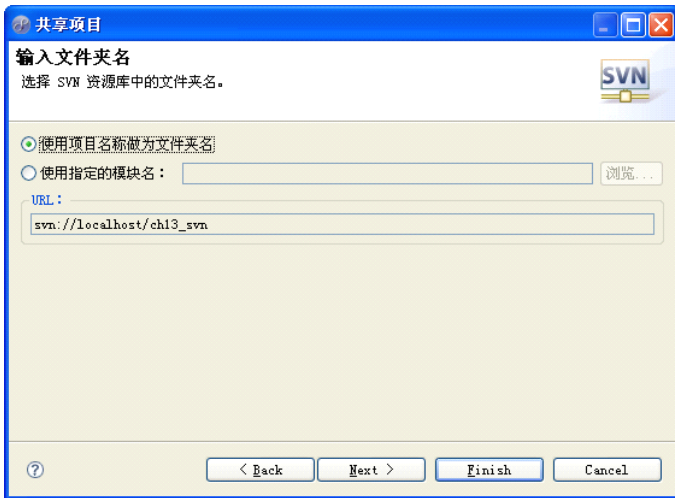 共享项目
输入文件夹名
选择 SVN 资源库中的文件夹名。
SVN
使用项目名称做为文件夹名
使用指定的模块名：
浏览...
URL：
svn://localhost/ch13_svn
< Back
Next >
Finish
Cancel